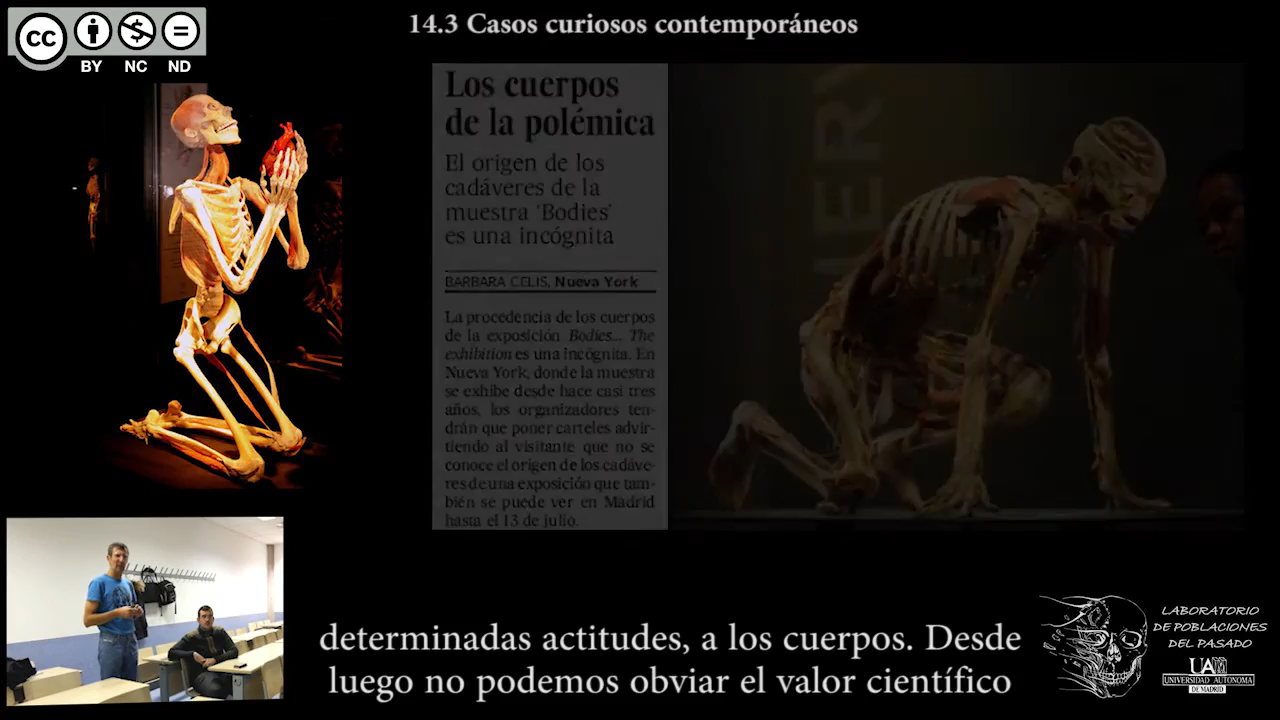 14.3 Casos curiosos contemporáneos
cc
BY NC ND
Los cuerpos
de la polémica
El origen de los
cadáveres de la
muestra 'Bodies'
es una incógnita
BARBARA CELIS, Nueva York
La procedencia de los cuerpos
de la exposición Bodies... The
exhibition es una incógnita. En
Nueva York, donde la muestra
se exhibe desde hace casi tres
años, los organizadores ten-
drán que poner carteles advir-
tiendo al visitante que no se
conoce el origen de los cadáve-
res de una exposición que tam-
bién se puede ver en Madrid
hasta el 13 de julio.
determinadas actitudes, a los cuerpos. Desde
luego no podemos obviar el valor científico
LABORATORIO
DE POBLACIONES
DEL PASADO
UAM
UNIVERSIDAD AUTONOMA
DE MADRID